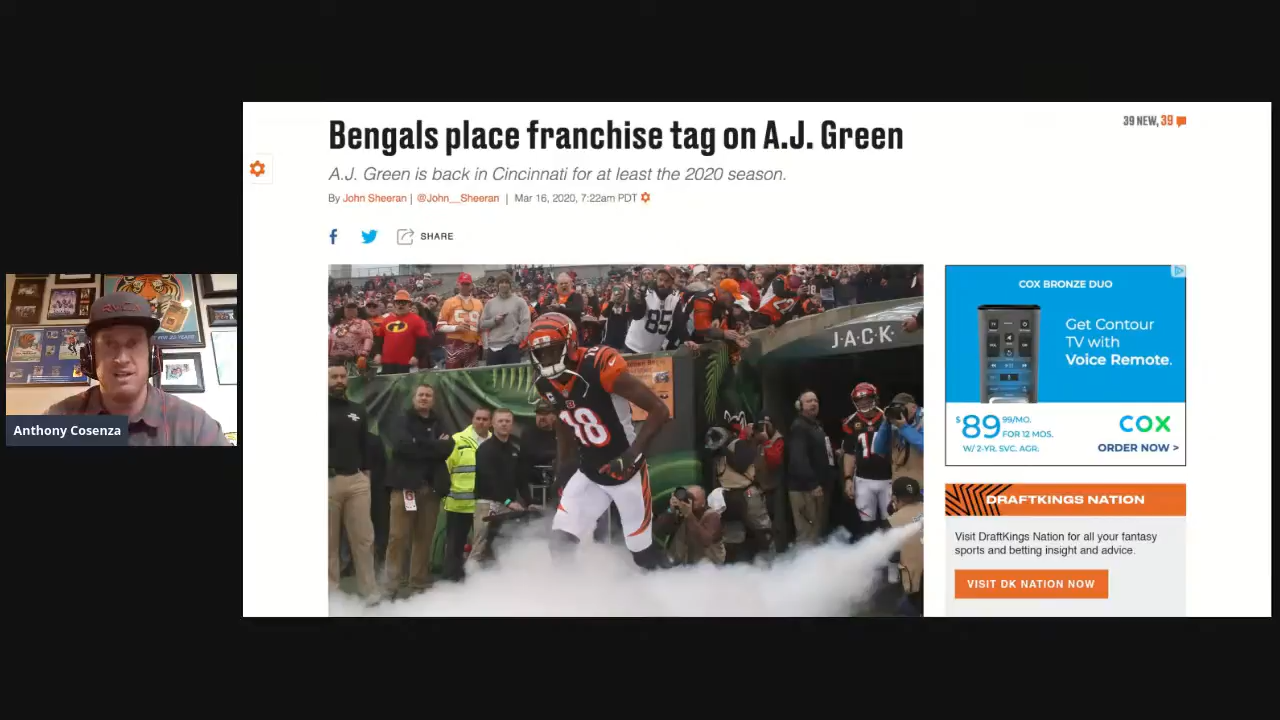 Bengals place franchise tag on A.J. Green
39 NEW, 39
A.J. Green is back in Cincinnati for at least the 2020 season.
By John Sheeran | @John__Sheeran | Mar 16, 2020, 7:22am PDT
SHARE
J.A.C.K.
85
18
COX BRONZE DUO
Get Contour
TV with
Voice Remote.
$89 99/MO.
FOR 12 MOS.
W/ 2-YR. SVC. AGR.
COX
ORDER NOW >
Anthony Cosenza
DRAFTKINGS NATION
Visit DraftKings Nation for all your fantasy
sports and betting insight and advice.
VISIT DK NATION NOW